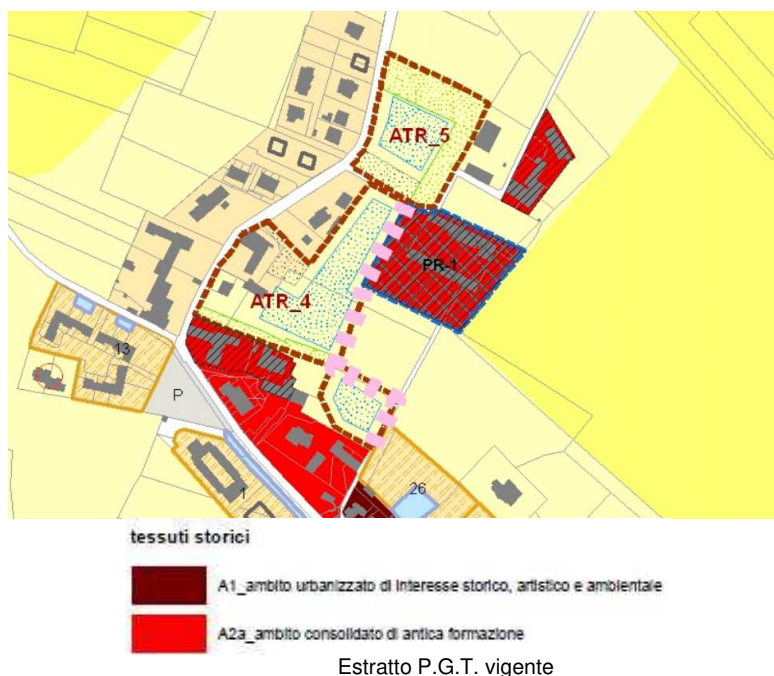 ATR_5
PR-1
ATR_4
13
P
1
26
tessuti storici
A1_ambito urbanizzato di interesse storico, artistico e ambientale
A2a_ambito consolidato di antica formazione
Estratto P.G.T. vigente